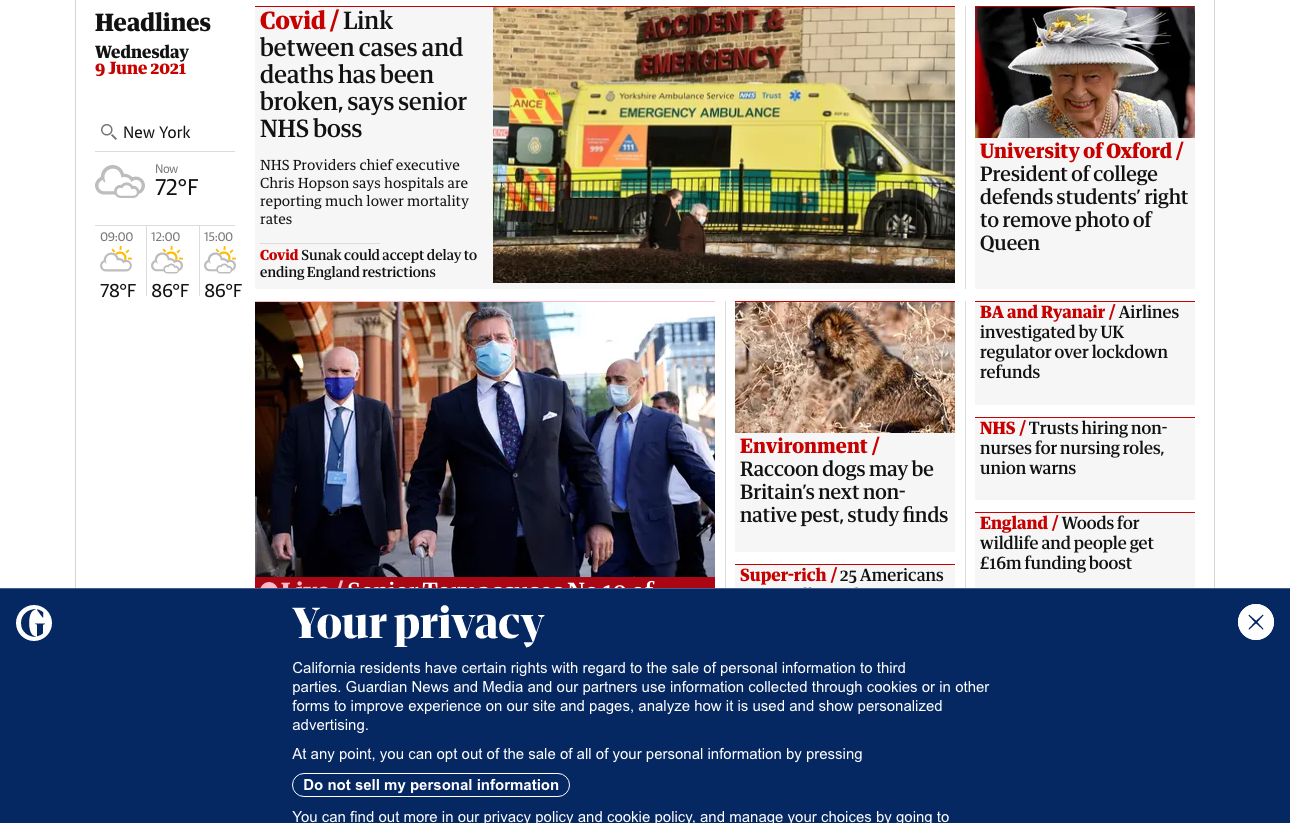 Headlines
Wednesday
9 June 2021
New York
Now
72°F
09:00
12:00
15:00
78°F
86°F
86°F
Covid / Link
between cases and
deaths has been
broken, says senior
NHS boss
NHS Providers chief executive
Chris Hopson says hospitals are
reporting much lower mortality
rates
Covid Sunak could accept delay to
ending England restrictions
ACCIDENT &
EMERGENCY
ANCE
Yorkshire Ambulance Service NHS Trust
EMERGENCY AMBULANCE
999
111
University of Oxford /
President of college
defends students’ right
to remove photo of
Queen
Environment /
Raccoon dogs may be
Britain’s next non-
native pest, study finds
Super-rich / 25 Americans
BA and Ryanair / Airlines
investigated by UK
regulator over lockdown
refunds
NHS / Trusts hiring non-
nurses for nursing roles,
union warns
England / Woods for
wildlife and people get
£16m funding boost
Live / Senior Tory accuses No 10 of
G
Your privacy
California residents have certain rights with regard to the sale of personal information to third
parties. Guardian News and Media and our partners use information collected through cookies or in other
forms to improve experience on our site and pages, analyze how it is used and show personalized
advertising.
At any point, you can opt out of the sale of all of your personal information by pressing
Do not sell my personal information
You can find out more in our privacy policy and cookie policy, and manage your choices by going to